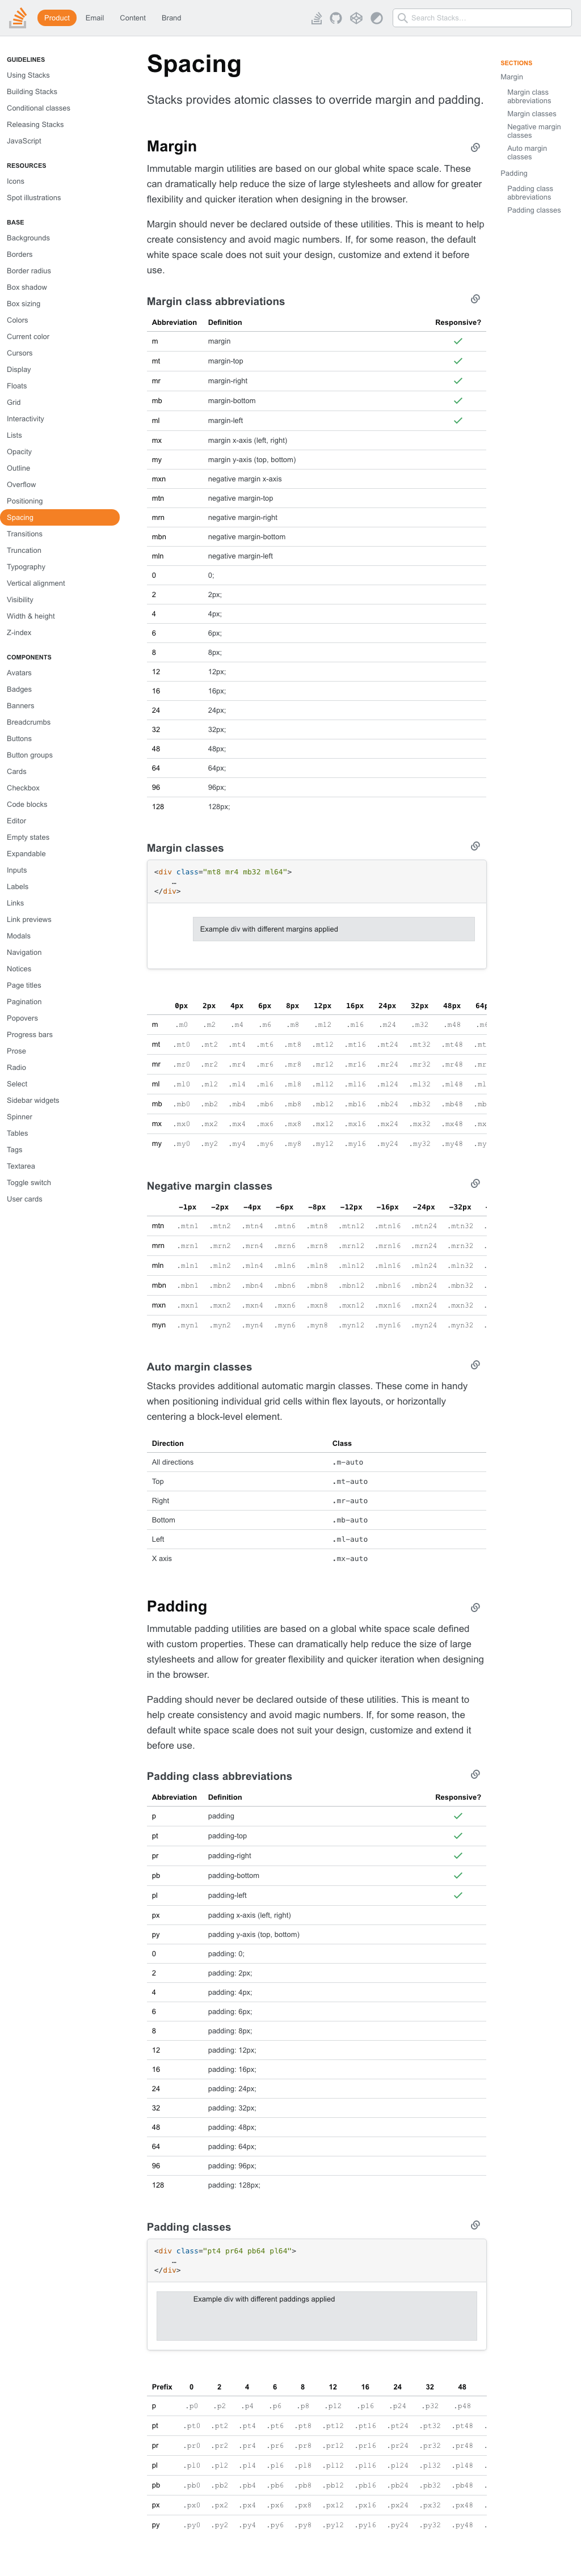 Product Email Content Brand Search Stacks…
GUIDELINES
Using Stacks
Building Stacks
Conditional classes
Releasing Stacks
JavaScript
RESOURCES
Icons
Spot illustrations
BASE
Backgrounds
Borders
Border radius
Box shadow
Box sizing
Colors
Current color
Cursors
Display
Floats
Grid
Interactivity
Lists
Opacity
Outline
Overflow
Positioning
Spacing
Transitions
Truncation
Typography
Vertical alignment
Visibility
Width & height
Z-index
COMPONENTS
Avatars
Badges
Banners
Breadcrumbs
Buttons
Button groups
Cards
Checkbox
Code blocks
Editor
Empty states
Expandable
Inputs
Labels
Links
Link previews
Modals
Navigation
Notices
Page titles
Pagination
Popovers
Progress bars
Prose
Radio
Select
Sidebar widgets
Spinner
Tables
Tags
Textarea
Toggle switch
User cards
Spacing
Stacks provides atomic classes to override margin and padding.
Margin
Immutable margin utilities are based on our global white space scale. These
can dramatically help reduce the size of large stylesheets and allow for greater
flexibility and quicker iteration when designing in the browser.
Margin should never be declared outside of these utilities. This is meant to help
create consistency and avoid magic numbers. If, for some reason, the default
white space scale does not suit your design, customize and extend it before
use.
Margin class abbreviations
Abbreviation Definition Responsive?
m margin
mt margin-top
mr margin-right
mb margin-bottom
ml margin-left
mx margin x-axis (left, right)
my margin y-axis (top, bottom)
mxn negative margin x-axis
mtn negative margin-top
mrn negative margin-right
mbn negative margin-bottom
mln negative margin-left
0 0;
2 2px;
4 4px;
6 6px;
8 8px;
12 12px;
16 16px;
24 24px;
32 32px;
48 48px;
64 64px;
96 96px;
128 128px;
Margin classes
<div class="mt8 mr4 mb32 ml64">
…
</div>
Example div with different margins applied
0px 2px 4px 6px 8px 12px 16px 24px 32px 48px 64p
m .m0 .m2 .m4 .m6 .m8 .m12 .m16 .m24 .m32 .m48 .m6
mt .mt0 .mt2 .mt4 .mt6 .mt8 .mt12 .mt16 .mt24 .mt32 .mt48 .mt
mr .mr0 .mr2 .mr4 .mr6 .mr8 .mr12 .mr16 .mr24 .mr32 .mr48 .mr
ml .ml0 .ml2 .ml4 .ml6 .ml8 .ml12 .ml16 .ml24 .ml32 .ml48 .ml
mb .mb0 .mb2 .mb4 .mb6 .mb8 .mb12 .mb16 .mb24 .mb32 .mb48 .mb
mx .mx0 .mx2 .mx4 .mx6 .mx8 .mx12 .mx16 .mx24 .mx32 .mx48 .mx
my .my0 .my2 .my4 .my6 .my8 .my12 .my16 .my24 .my32 .my48 .my
Negative margin classes
−1px −2px −4px −6px −8px −12px −16px −24px −32px −
mtn .mtn1 .mtn2 .mtn4 .mtn6 .mtn8 .mtn12 .mtn16 .mtn24 .mtn32 .
mrn .mrn1 .mrn2 .mrn4 .mrn6 .mrn8 .mrn12 .mrn16 .mrn24 .mrn32 .
mln .mln1 .mln2 .mln4 .mln6 .mln8 .mln12 .mln16 .mln24 .mln32 .
mbn .mbn1 .mbn2 .mbn4 .mbn6 .mbn8 .mbn12 .mbn16 .mbn24 .mbn32 .
mxn .mxn1 .mxn2 .mxn4 .mxn6 .mxn8 .mxn12 .mxn16 .mxn24 .mxn32 .
myn .myn1 .myn2 .myn4 .myn6 .myn8 .myn12 .myn16 .myn24 .myn32 .
Auto margin classes
Stacks provides additional automatic margin classes. These come in handy
when positioning individual grid cells within flex layouts, or horizontally
centering a block-level element.
Direction Class
All directions .m-auto
Top .mt-auto
Right .mr-auto
Bottom .mb-auto
Left .ml-auto
X axis .mx-auto
Padding
Immutable padding utilities are based on a global white space scale defined
with custom properties. These can dramatically help reduce the size of large
stylesheets and allow for greater flexibility and quicker iteration when designing
in the browser.
Padding should never be declared outside of these utilities. This is meant to
help create consistency and avoid magic numbers. If, for some reason, the
default white space scale does not suit your design, customize and extend it
before use.
Padding class abbreviations
Abbreviation Definition Responsive?
p padding
pt padding-top
pr padding-right
pb padding-bottom
pl padding-left
px padding x-axis (left, right)
py padding y-axis (top, bottom)
0 padding: 0;
2 padding: 2px;
4 padding: 4px;
6 padding: 6px;
8 padding: 8px;
12 padding: 12px;
16 padding: 16px;
24 padding: 24px;
32 padding: 32px;
48 padding: 48px;
64 padding: 64px;
96 padding: 96px;
128 padding: 128px;
Padding classes
<div class="pt4 pr64 pb64 pl64">
…
</div>
Example div with different paddings applied
Prefix 0 2 4 6 8 12 16 24 32 48
p .p0 .p2 .p4 .p6 .p8 .p12 .p16 .p24 .p32 .p48
pt .pt0 .pt2 .pt4 .pt6 .pt8 .pt12 .pt16 .pt24 .pt32 .pt48 .
pr .pr0 .pr2 .pr4 .pr6 .pr8 .pr12 .pr16 .pr24 .pr32 .pr48 .
pl .pl0 .pl2 .pl4 .pl6 .pl8 .pl12 .pl16 .pl24 .pl32 .pl48 .
pb .pb0 .pb2 .pb4 .pb6 .pb8 .pb12 .pb16 .pb24 .pb32 .pb48 .
px .px0 .px2 .px4 .px6 .px8 .px12 .px16 .px24 .px32 .px48 .
py .py0 .py2 .py4 .py6 .py8 .py12 .py16 .py24 .py32 .py48 .
SECTIONS
Margin
Margin class
abbreviations
Margin classes
Negative margin
classes
Auto margin
classes
Padding
Padding class
abbreviations
Padding classes